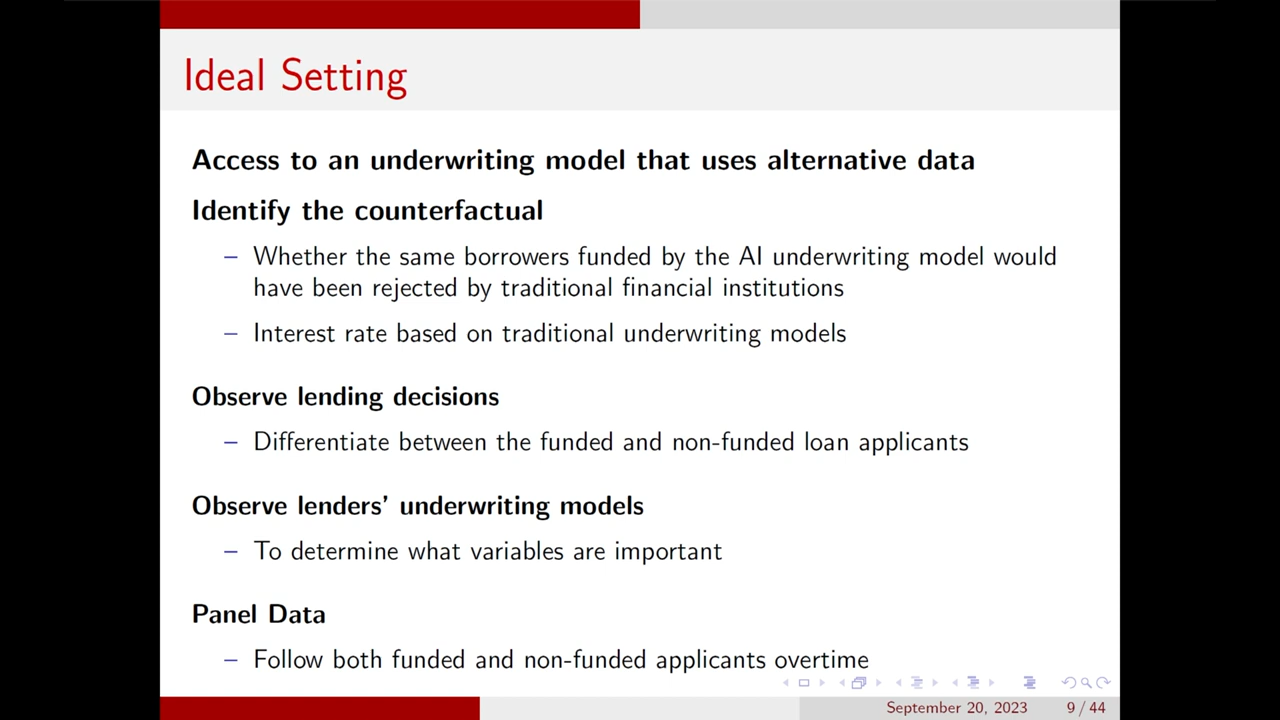 Ideal Setting
Access to an underwriting model that uses alternative data
Identify the counterfactual
– Whether the same borrowers funded by the AI underwriting model would
have been rejected by traditional financial institutions
– Interest rate based on traditional underwriting models
Observe lending decisions
– Differentiate between the funded and non-funded loan applicants
Observe lenders' underwriting models
– To determine what variables are important
Panel Data
– Follow both funded and non-funded applicants overtime
September 20, 2023 9 / 44